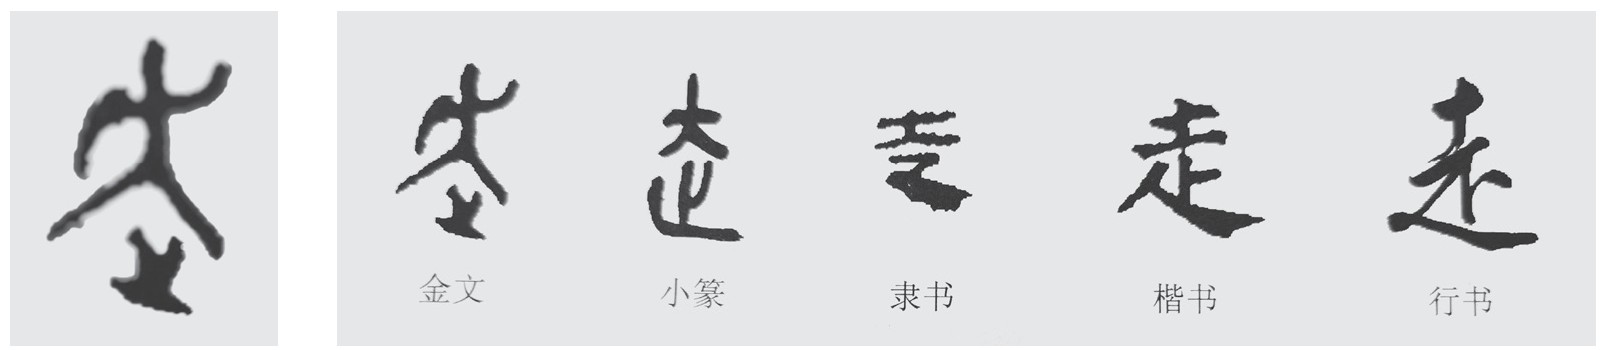 走 走 走 走 走 走
金文 小篆 隶书 楷书 行书